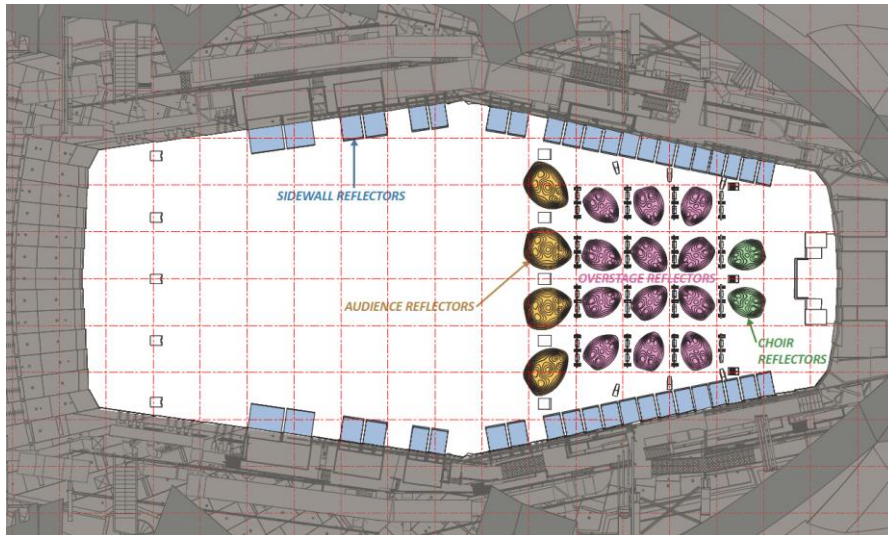 SIDEWALL REFLECTORS
OVERSTAGE REFLECTORS
AUDIENCE REFLECTORS
CHOIR
REFLECTORS